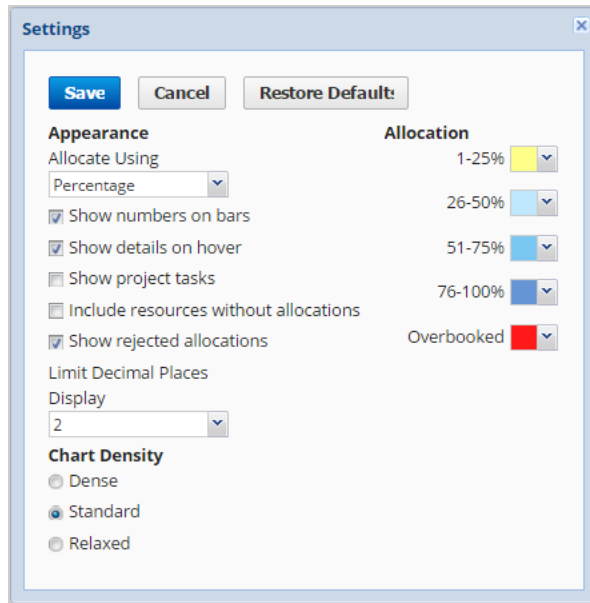 Settings
Save Cancel Restore Defaults
Appearance
Allocate Using
Percentage
Show numbers on bars
Show details on hover
Show project tasks
Include resources without allocations
Show rejected allocations
Limit Decimal Places
Display
2
Chart Density
Dense
Standard
Relaxed
Allocation
1-25%
26-50%
51-75%
76-100%
Overbooked